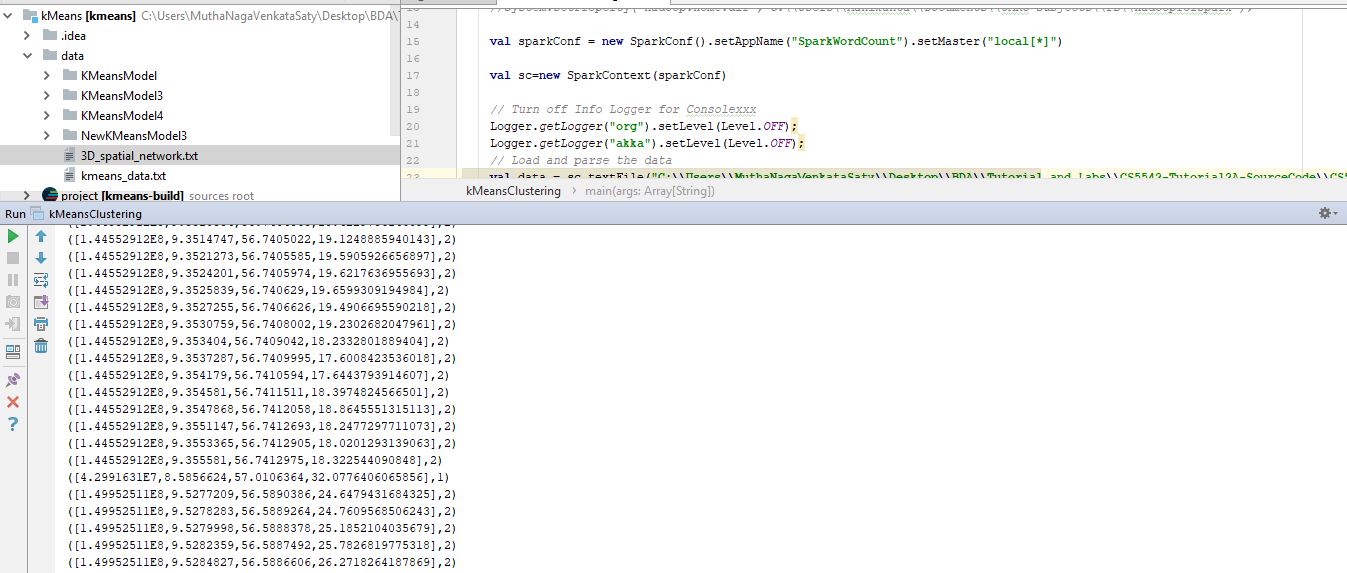 kMeans [kmeans] C:\Users\MuthaNagaVenkataSaty\Desktop\BDA\T
.idea
data
KMeansModel
KMeansModel3
KMeansModel4
NewKMeansModel3
3D_spatial_network.txt
kmeans_data.txt
project [kmeans-build] sources root
14
15 val sparkConf = new SparkConf().setAppName("SparkWordCount").setMaster("local[*]")
16
17 val sc=new SparkContext(sparkConf)
18
19 // Turn off Info Logger for Consolexxx
20 Logger.getLogger("org").setLevel(Level.OFF);
21 Logger.getLogger("akka").setLevel(Level.OFF);
22 // Load and parse the data
23 val data = sc.textFile("C:\\Users\\MuthaNagaVenkataSaty\\Desktop\\BDA\\Tutorial and Labs\\CS5542-Tutorial2A-SourceCode\\CS5
kMeansClustering main(args: Array[String])
Run kMeansClustering
([1.44552912E8,9.3514747,56.7405022,19.1248885940143],2)
([1.44552912E8,9.3521273,56.7405585,19.5905926656897],2)
([1.44552912E8,9.3524201,56.7405974,19.6217636955693],2)
([1.44552912E8,9.3525839,56.740629,19.6599309194984],2)
([1.44552912E8,9.3527255,56.7406626,19.4906695590218],2)
([1.44552912E8,9.3530759,56.7408002,19.2302682047961],2)
([1.44552912E8,9.353404,56.7409042,18.2332801889404],2)
([1.44552912E8,9.3537287,56.7409995,17.6008423536018],2)
([1.44552912E8,9.354179,56.7410594,17.6443793914607],2)
([1.44552912E8,9.354581,56.7411511,18.3974824566501],2)
([1.44552912E8,9.3547868,56.7412058,18.8645551315113],2)
([1.44552912E8,9.3551147,56.7412693,18.2477297711073],2)
([1.44552912E8,9.3553365,56.7412905,18.0201293139063],2)
([1.44552912E8,9.355581,56.7412975,18.322544090848],2)
([4.2991631E7,8.5856624,57.0106364,32.0776406065856],1)
([1.49952511E8,9.5277209,56.5890386,24.6479431684325],2)
([1.49952511E8,9.5278283,56.5889264,24.7609568506243],2)
([1.49952511E8,9.5279998,56.5888378,25.1852104035679],2)
([1.49952511E8,9.5282359,56.5887492,25.7826819775318],2)
([1.49952511E8,9.5284827,56.5886606,26.2718264187869],2)